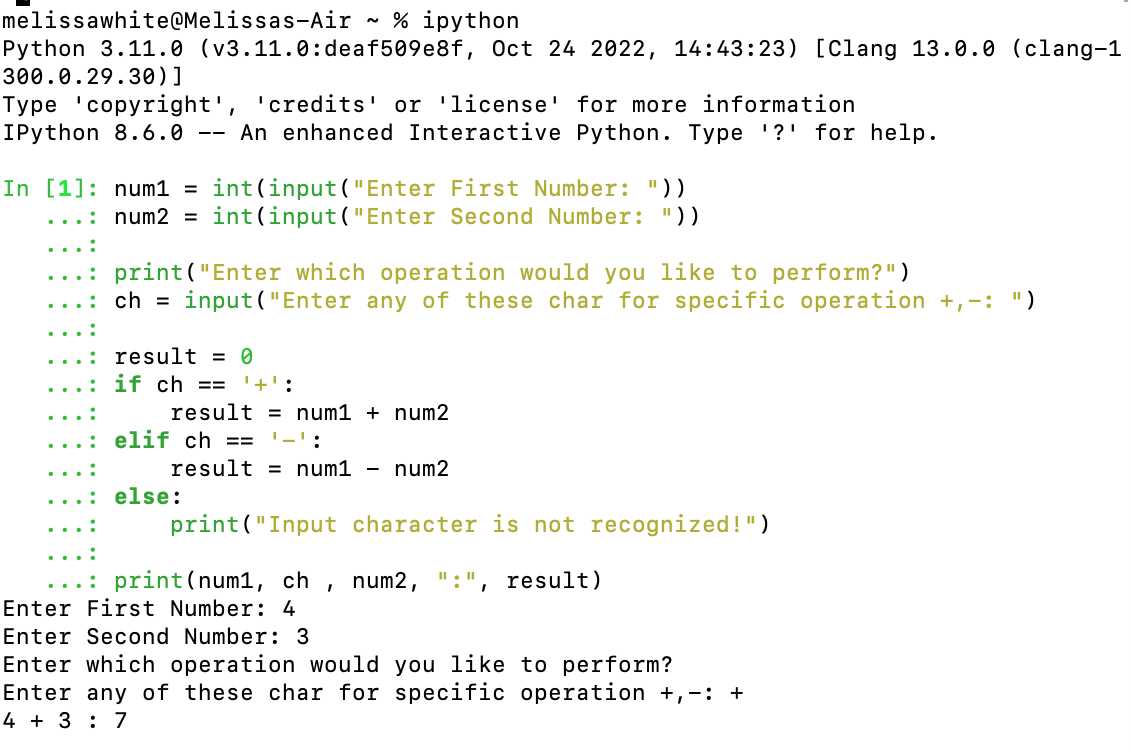 melissawhite@Melissas-Air ~ % ipython
Python 3.11.0 (v3.11.0:deaf509e8f, Oct 24 2022, 14:43:23) [Clang 13.0.0 (clang-1
300.0.29.30)]
Type 'copyright', 'credits' or 'license' for more information
IPython 8.6.0 -- An enhanced Interactive Python. Type '?' for help.

In [1]: num1 = int(input("Enter First Number: "))
   ...: num2 = int(input("Enter Second Number: "))
   ...:
   ...: print("Enter which operation would you like to perform?")
   ...: ch = input("Enter any of these char for specific operation +,-: ")
   ...:
   ...: result = 0
   ...: if ch == '+':
   ...:     result = num1 + num2
   ...: elif ch == '-':
   ...:     result = num1 - num2
   ...: else:
   ...:     print("Input character is not recognized!")
   ...:
   ...: print(num1, ch , num2, ":", result)
Enter First Number: 4
Enter Second Number: 3
Enter which operation would you like to perform?
Enter any of these char for specific operation +,-: +
4 + 3 : 7